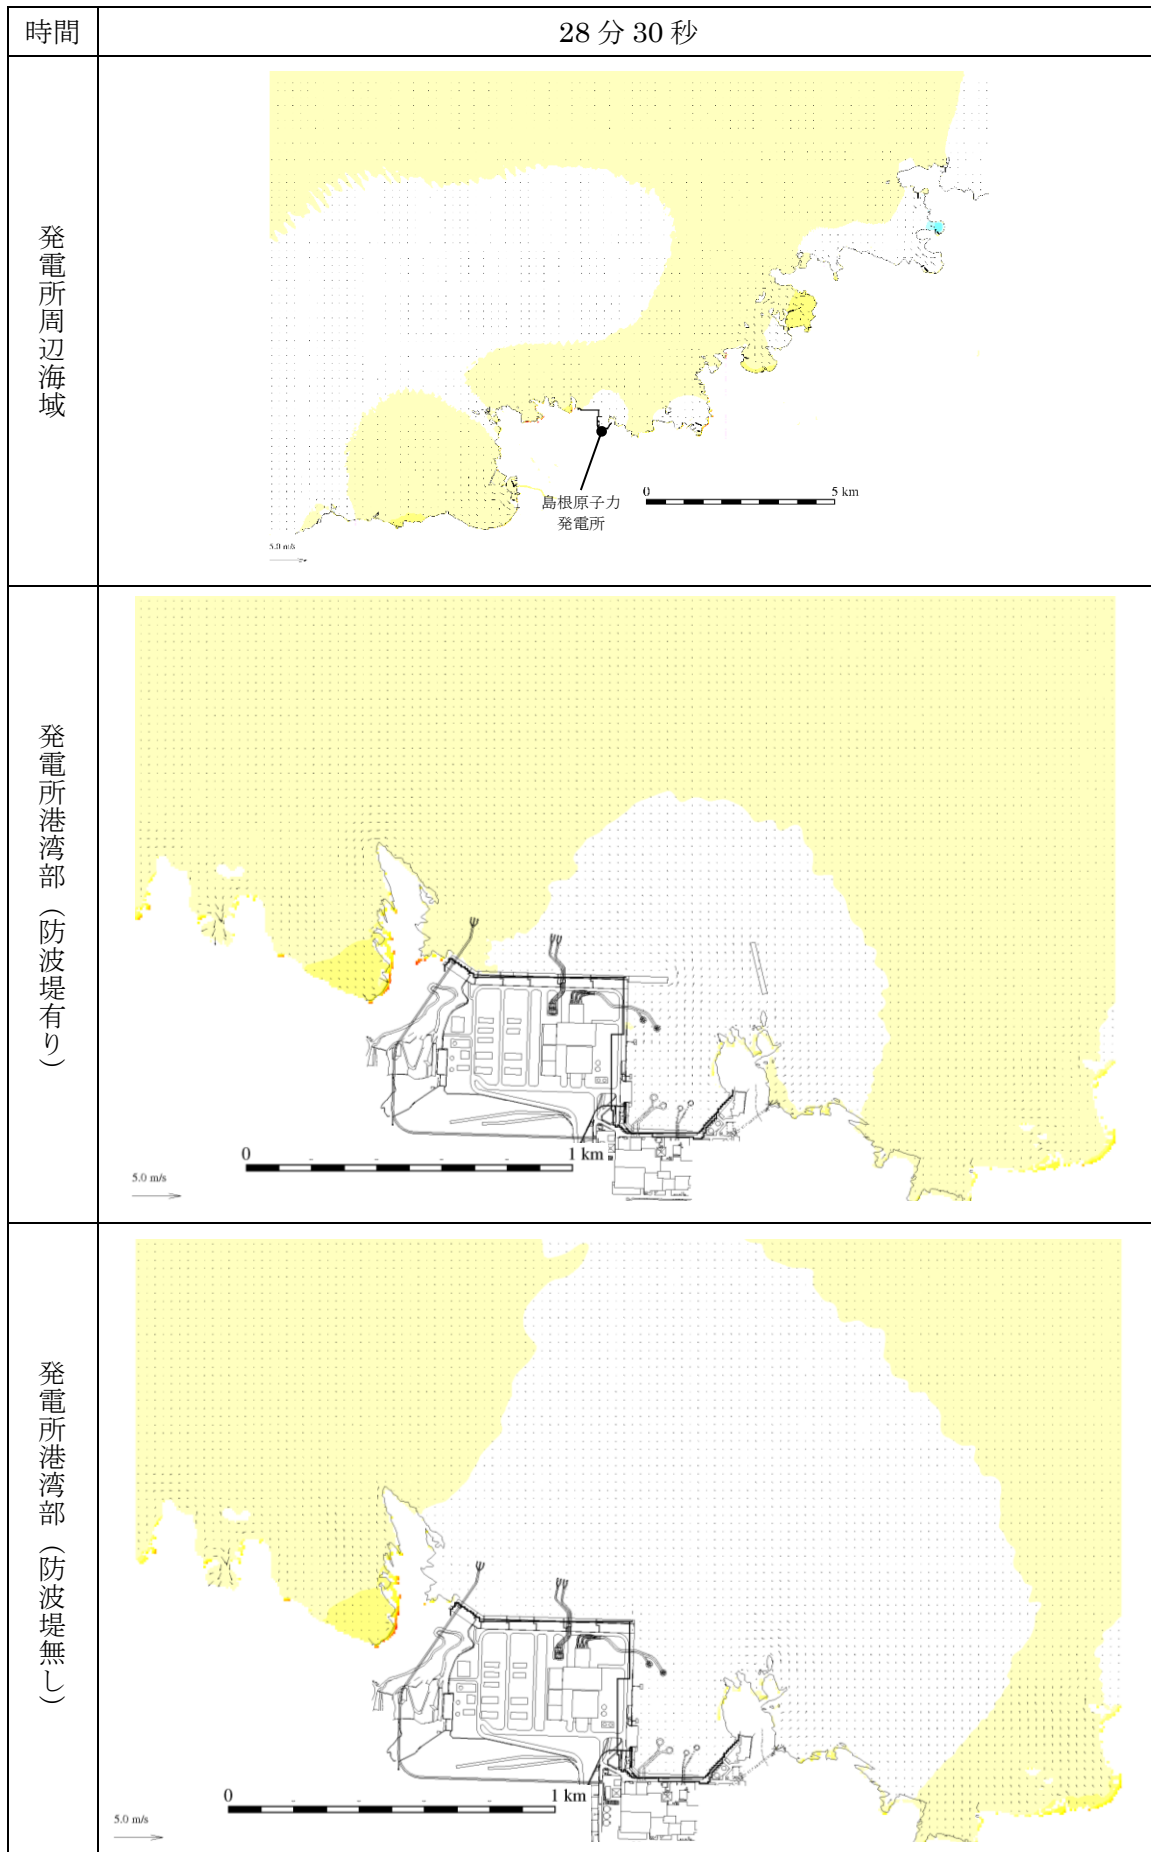 時間
28分30秒
発電所周辺海域
島根原子力
発電所
0
5 km
5.0 m/s
発電所港湾部（防波堤有り）
0
1 km
5.0 m/s
発電所港湾部（防波堤無し）
0
1 km
5.0 m/s